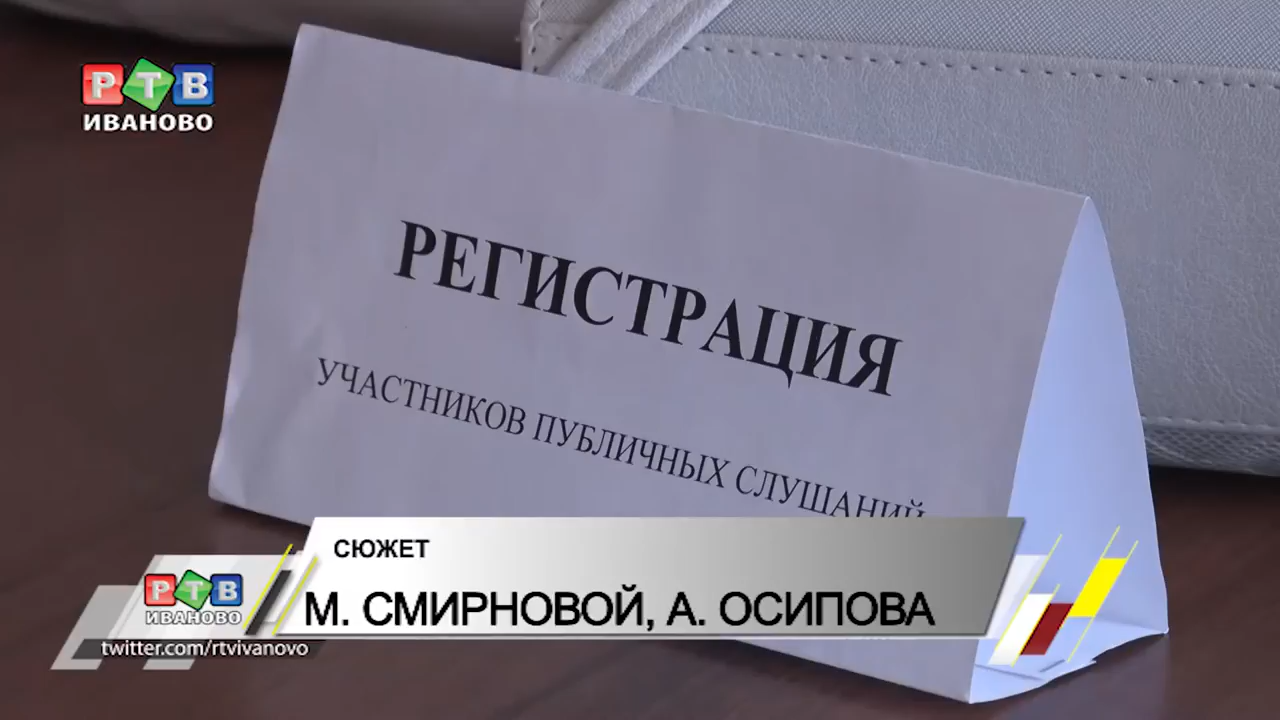 РТВ
ИВАНОВО
РЕГИСТРАЦИЯ
УЧАСТНИКОВ ПУБЛИЧНЫХ СЛУШАНИЙ
СЮЖЕТ
М. СМИРНОВОЙ, А. ОСИПОВА
РТВ
ИВАНОВО
twitter.com/rtvivanovo